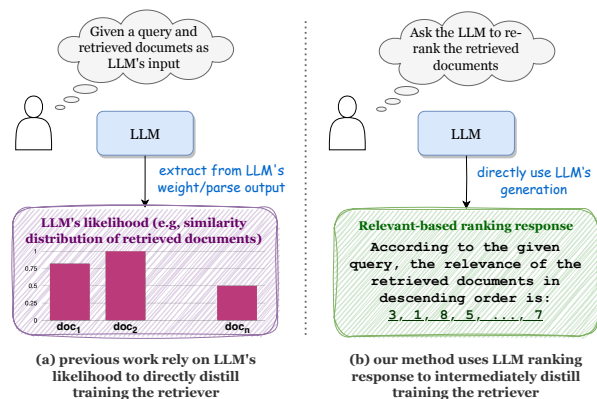 Given a query and
retrieved documets as
LLM's input
LLM
extract from LLM's
weight/parse output
LLM's likelihood (e.g, similarity
distribution of retrieved documents)
1
0.75
0.5
0.25
0
doc1
doc2
docn
(a) previous work rely on LLM's
likelihood to directly distill
training the retriever
Ask the LLM to re-
rank the retrieved
documents
LLM
directly use LLM's
generation
Relevant-based ranking response
According to the given
query, the relevance of the
retrieved documents in
descending order is:
3, 1, 8, 5, ..., 7
(b) our method uses LLM ranking
response to intermediately distill
training the retriever